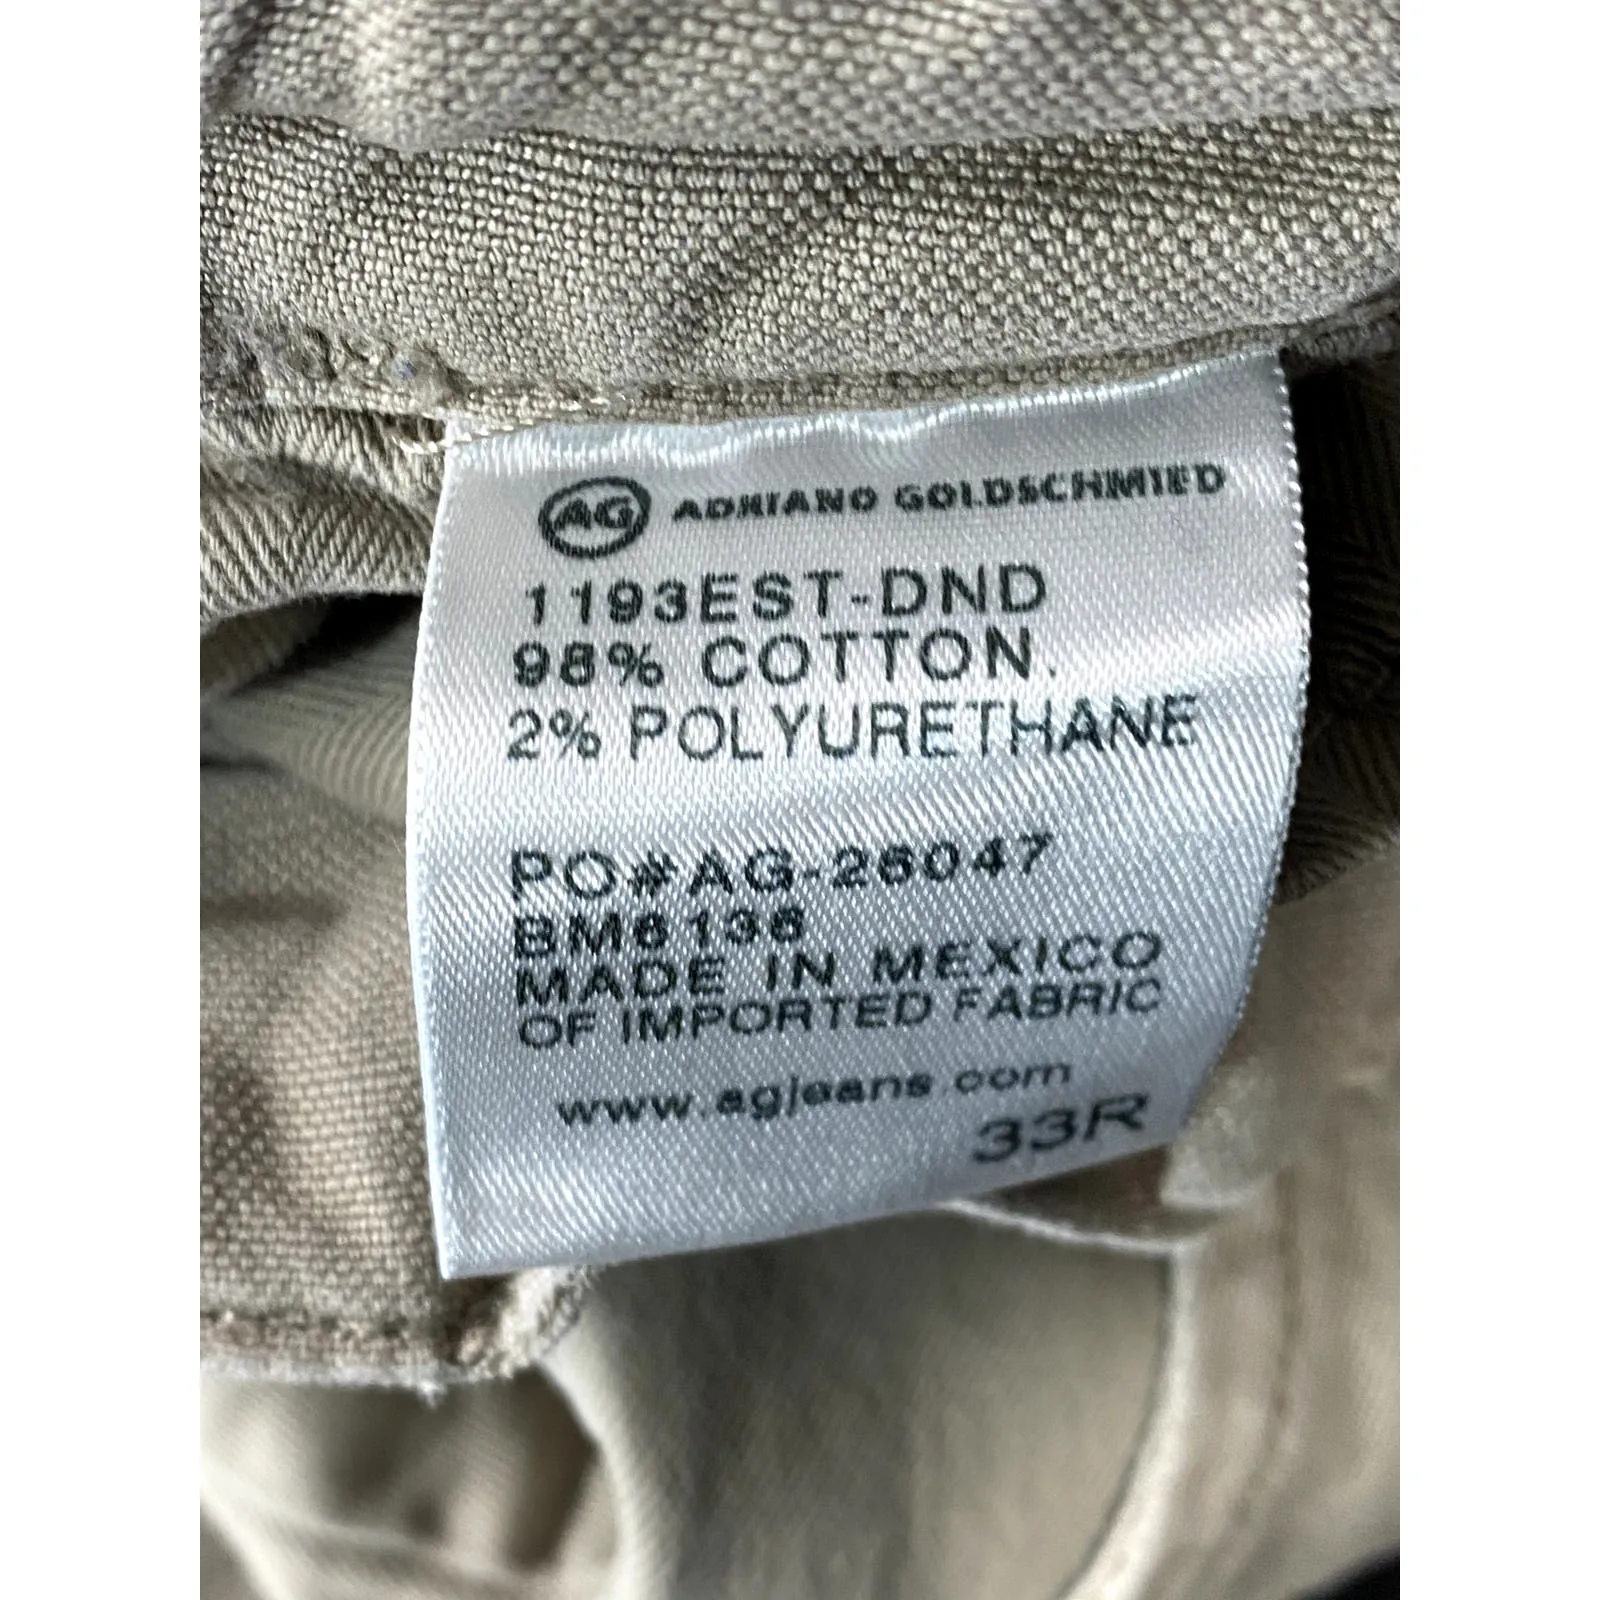 AG ADRIANO GOLDSCHMIED
1193EST-DND
98% COTTON.
2% POLYURETHANE
PO#AG-26047
BM6136
MADE IN MEXICO
OF IMPORTED FABRIC
www.agjeans.com
33R